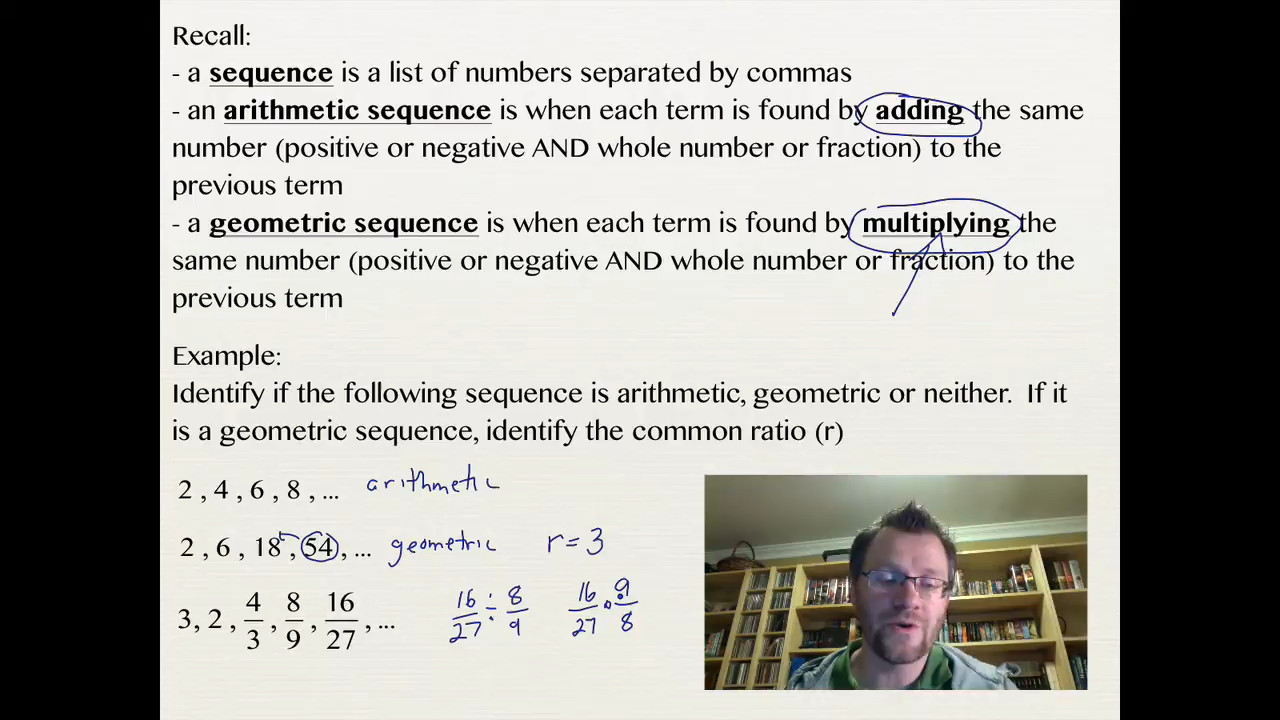 Recall:
- a sequence is a list of numbers separated by commas
- an arithmetic sequence is when each term is found by adding the same
number (positive or negative AND whole number or fraction) to the
previous term
- a geometric sequence is when each term is found by multiplying the
same number (positive or negative AND whole number or fraction) to the
previous term
Example:
Identify if the following sequence is arithmetic, geometric or neither. If it
is a geometric sequence, identify the common ratio (r)
2 , 4 , 6 , 8 , ... arithmetic
2 , 6 , 18 , 54 , ... geometric r = 3
3, 2 , 4/3 , 8/9 , 16/27 , ... 16/27 ÷ 8/9 16/27 • 9/8